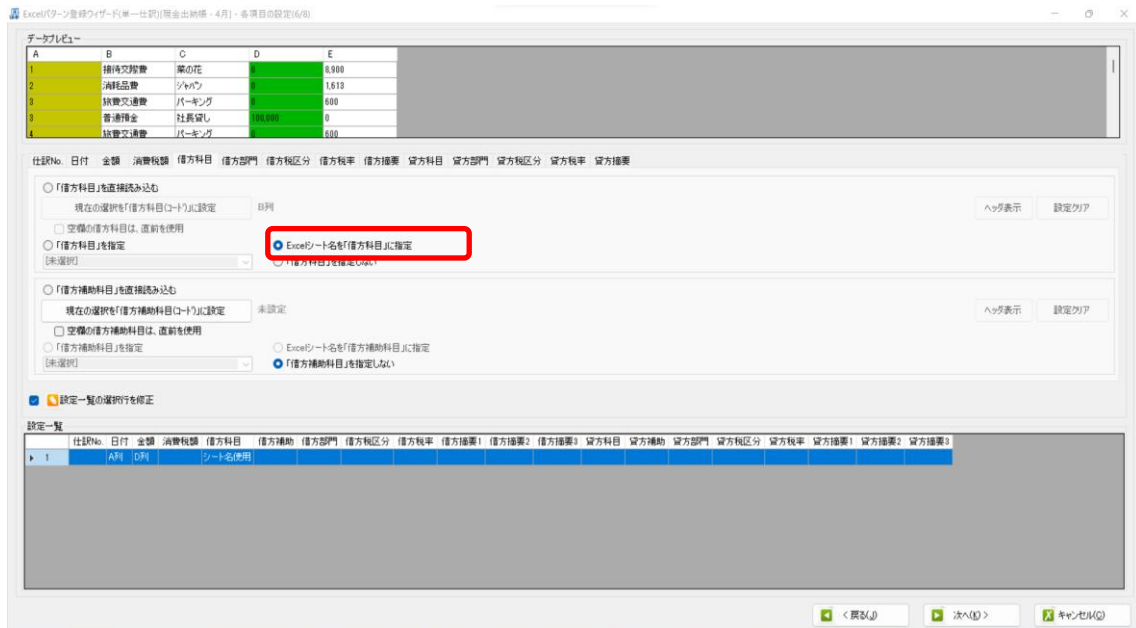 Excelパターン登録ウィザード(単一仕訳)[現金出納帳 - 4月] - 各項目の設定(6/8)
データプレビュー
A B C D E
1 接待交際費 菜の花 0 8,900
2 消耗品費 ジャパン 0 1,613
3 旅費交通費 パーキング 0 600
3 普通預金 社長貸し 100,000 0
4 旅費交通費 パーキング 0 600
仕訳No. 日付 金額 消費税額 借方科目 借方部門 借方税区分 借方税率 借方摘要 貸方科目 貸方部門 貸方税区分 貸方税率 貸方摘要
「借方科目」を直接読み込む
現在の選択を「借方科目(コード)」に設定 B列 ヘッダ表示 設定クリア
空欄の借方科目は、直前を使用
「借方科目」を指定 Excelシート名を「借方科目」に指定
[未選択] 「借方科目」を指定しない
「借方補助科目」を直接読み込む
現在の選択を「借方補助科目(コード)」に設定 未設定 ヘッダ表示 設定クリア
空欄の借方補助科目は、直前を使用
「借方補助科目」を指定 Excelシート名を「借方補助科目」に指定
[未選択] 「借方補助科目」を指定しない
設定一覧の選択行を修正
設定一覧
仕訳No. 日付 金額 消費税額 借方科目 借方補助 借方部門 借方税区分 借方税率 借方摘要1 借方摘要2 借方摘要3 貸方科目 貸方補助 貸方部門 貸方税区分 貸方税率 貸方摘要1 貸方摘要2 貸方摘要3
1 A列 D列 シート名使用
< 戻る(J) 次へ(K) > キャンセル(C)